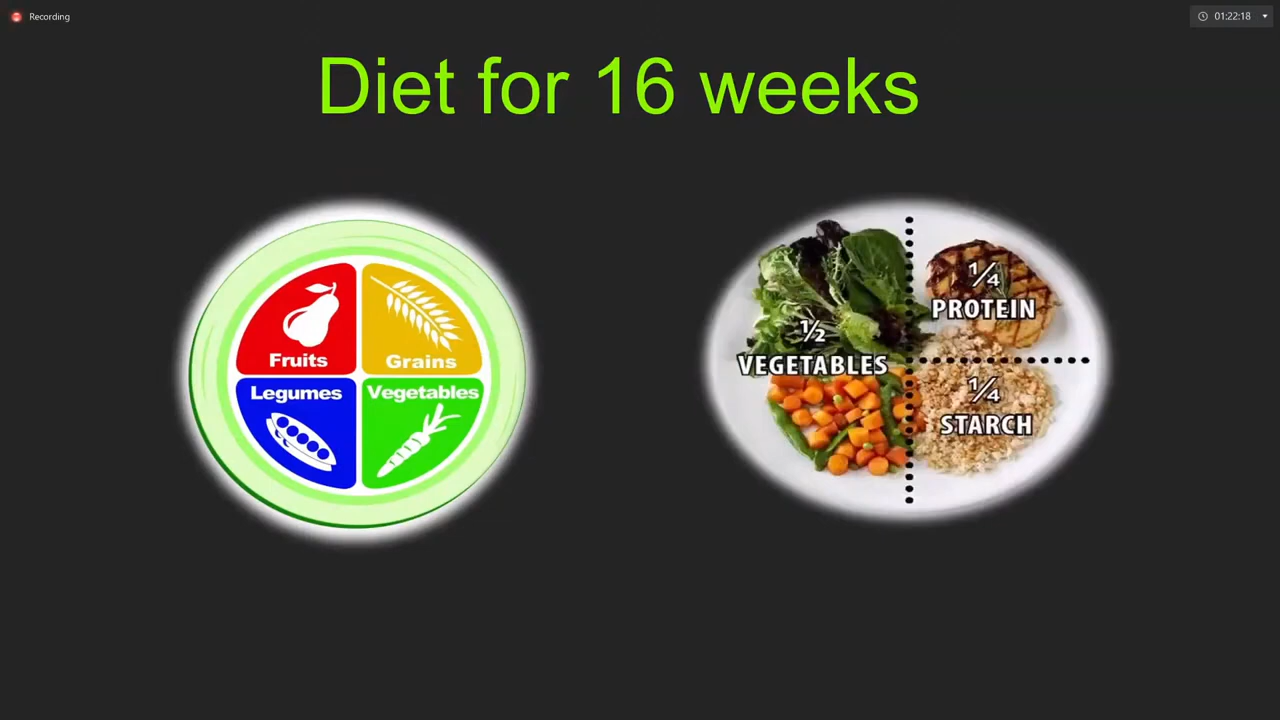 Recording
01:22:18
Diet for 16 weeks
Fruits
Grains
Legumes
Vegetables
½
VEGETABLES
¼
PROTEIN
¼
STARCH